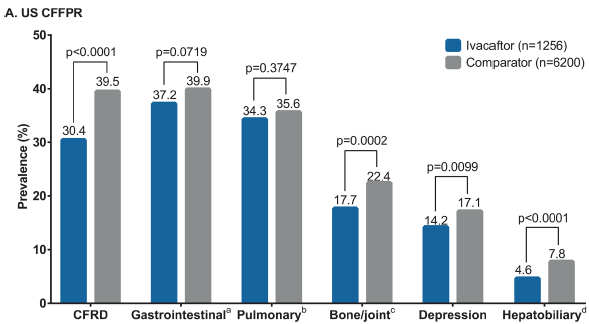 A. US CFFPR
50
40
30
20
10
0
Prevalence (%)
Ivacaftor (n=1256)
Comparator (n=6200)
p<0.0001
30.4
39.5
p=0.0719
37.2
39.9
p=0.3747
34.3
35.6
p=0.0002
17.7
22.4
p=0.0099
14.2
17.1
p<0.0001
4.6
7.8
CFRD
Gastrointestinalᵃ
Pulmonaryᵇ
Bone/jointᶜ
Depression
Hepatobiliaryᵈ